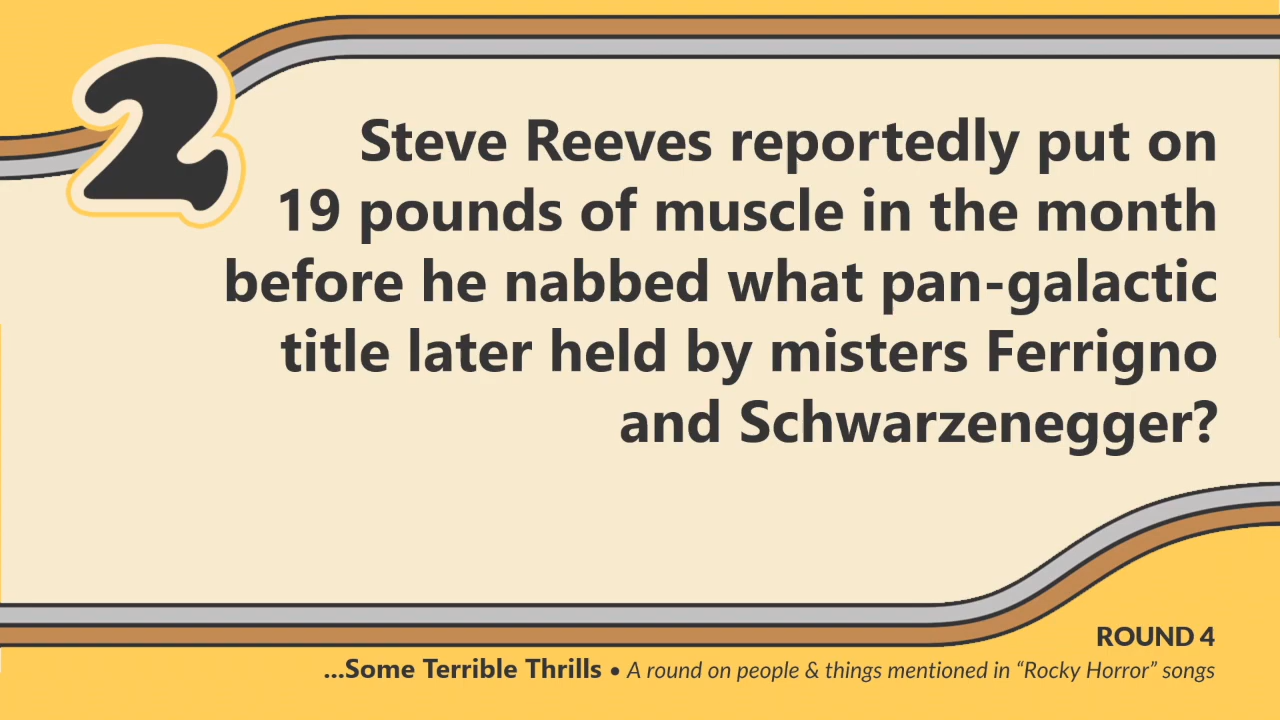 2
Steve Reeves reportedly put on
19 pounds of muscle in the month
before he nabbed what pan-galactic
title later held by misters Ferrigno
and Schwarzenegger?
ROUND 4
...Some Terrible Thrills • A round on people & things mentioned in “Rocky Horror” songs